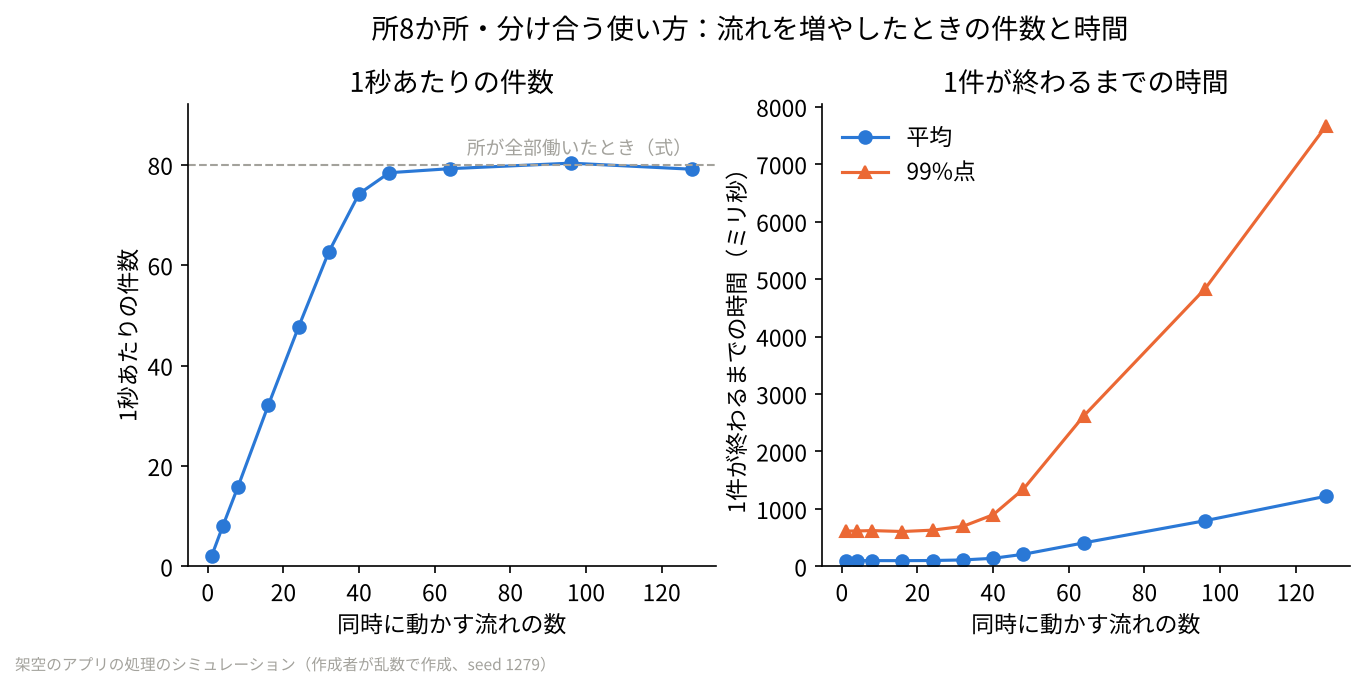 所8か所・分け合う使い方：流れを増やしたときの件数と時間
1秒あたりの件数
所が全部働いたとき（式）
1秒あたりの件数
80
60
40
20
0
0 20 40 60 80 100 120
同時に動かす流れの数
1件が終わるまでの時間
平均
99%点
1件が終わるまでの時間（ミリ秒）
8000
7000
6000
5000
4000
3000
2000
1000
0
0 20 40 60 80 100 120
同時に動かす流れの数
架空のアプリの処理のシミュレーション（作成者が乱数で作成、seed 1279）